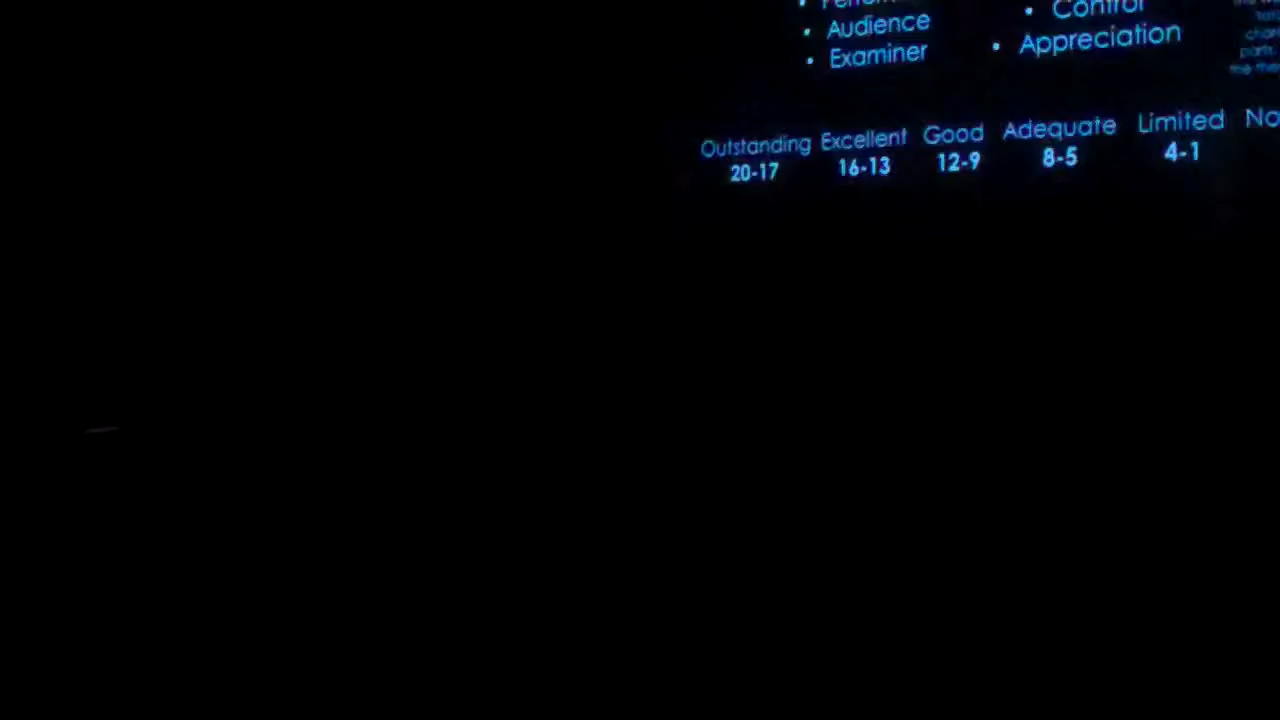 • Audience
• Examiner
• Control
• Appreciation
Outstanding Excellent Good Adequate Limited
20-17 16-13 12-9 8-5 4-1